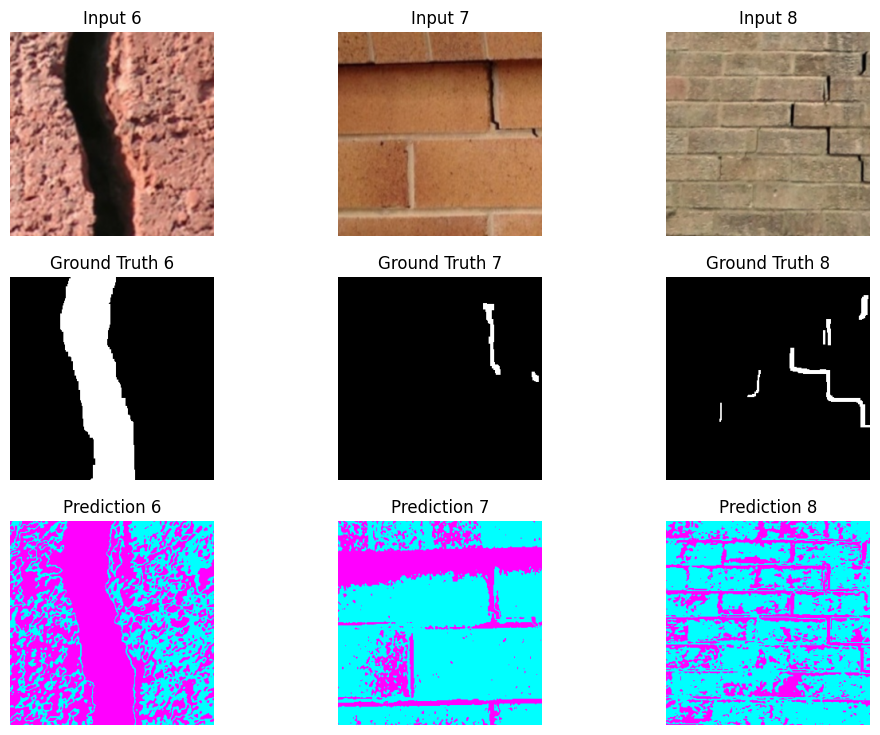 Input 6
Input 7
Input 8
Ground Truth 6
Ground Truth 7
Ground Truth 8
Prediction 6
Prediction 7
Prediction 8